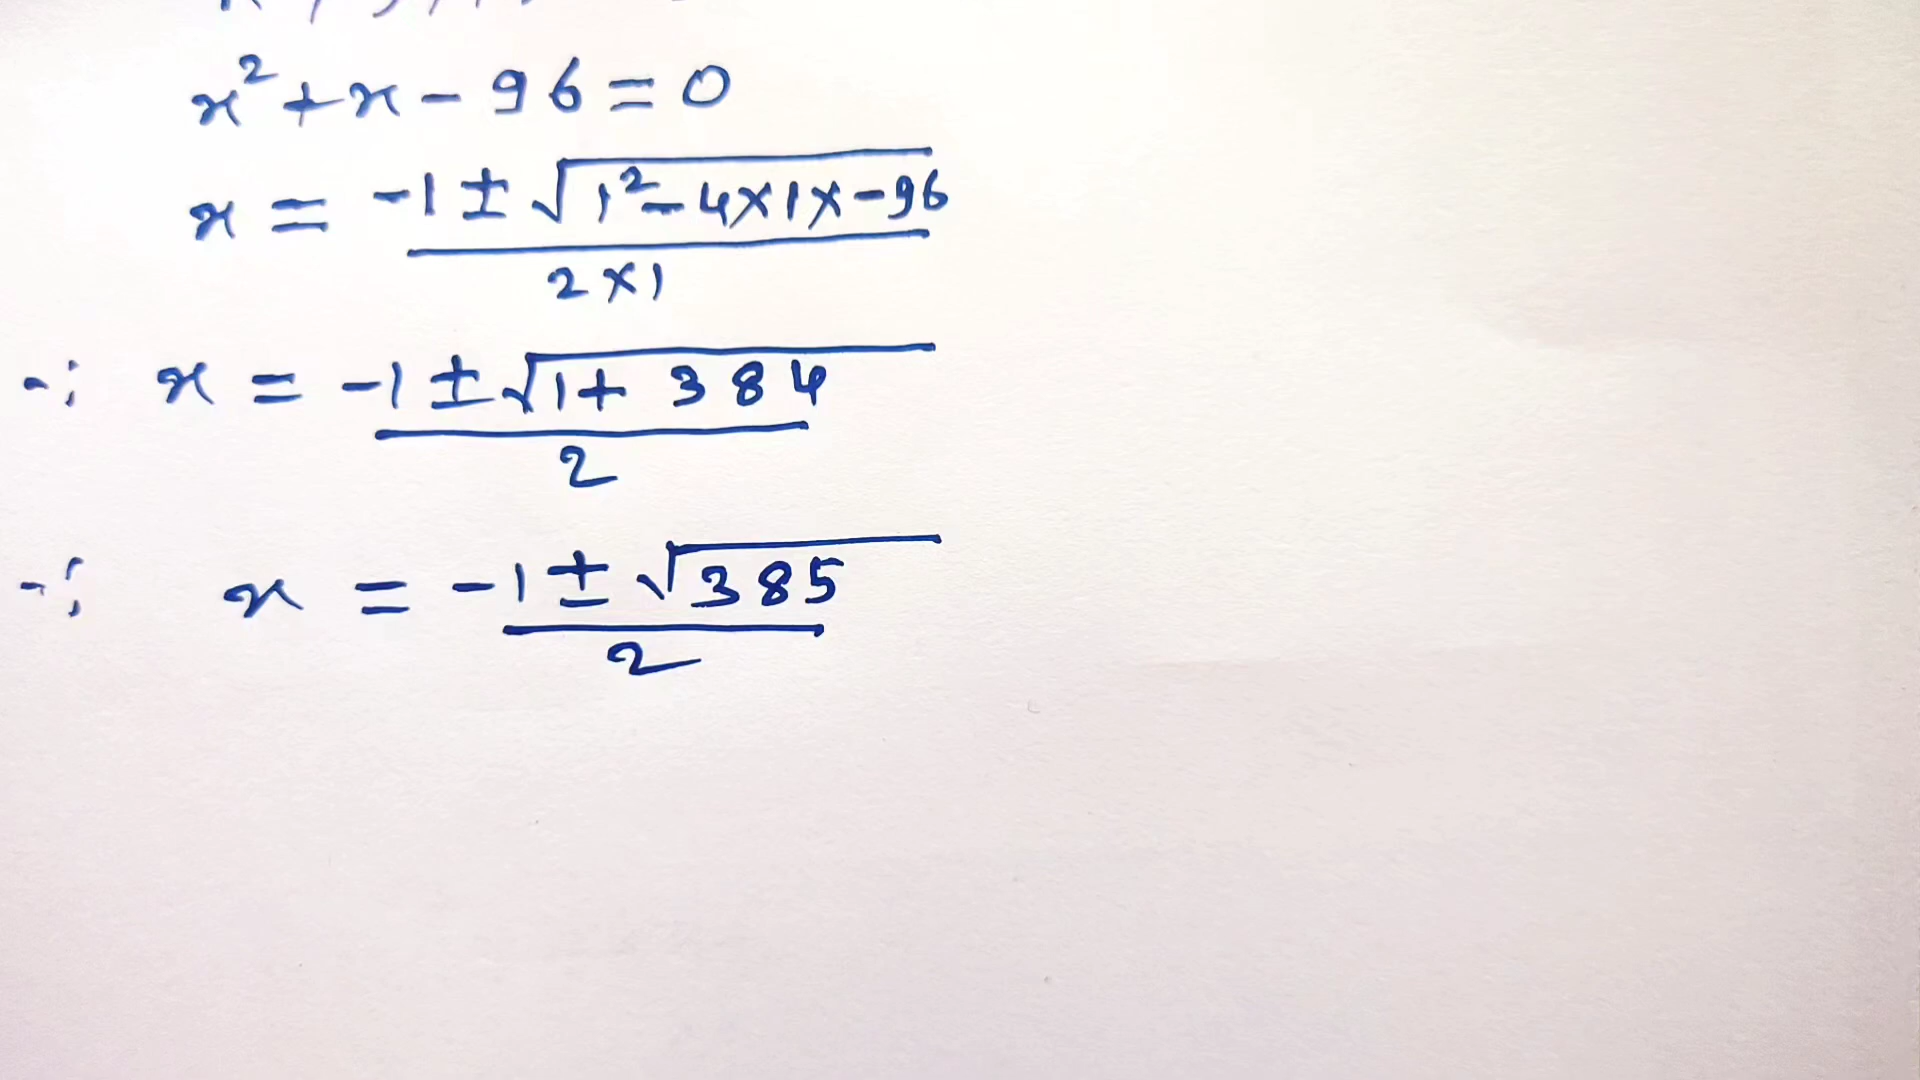 x² + x - 96 = 0
x = -1 ± √1² - 4×1×-96
2×1
∴ x = -1 ± √1 + 384
2
∴ x = -1 ± √385
2